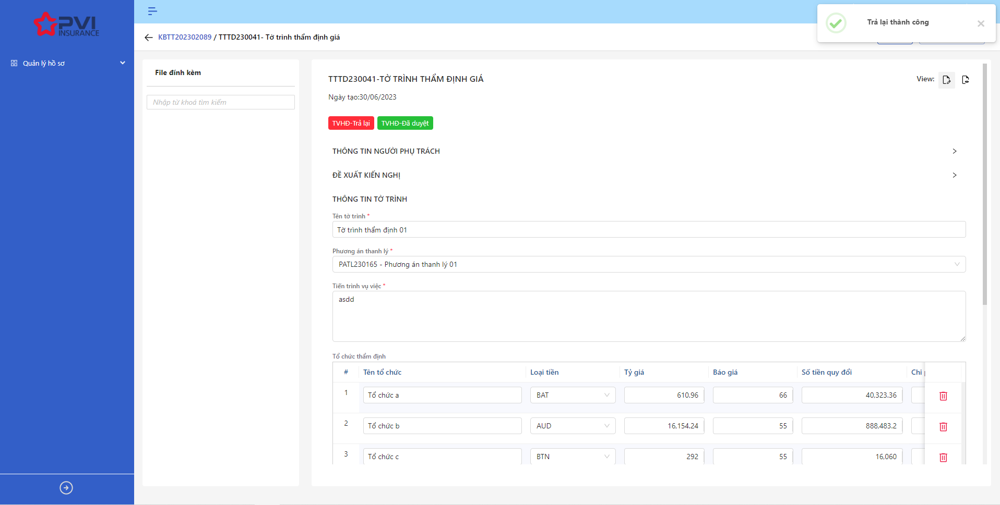 PVI
INSURANCE
Quản lý hồ sơ
KBTT202302089 / TTTD230041- Tờ trình thẩm định giá
Trả lại thành công
File đính kèm
Nhập từ khoá tìm kiếm
TTTD230041-TỜ TRÌNH THẨM ĐỊNH GIÁ
View:
Ngày tạo:30/06/2023
TVHĐ-Trả lại TVHĐ-Đã duyệt
THÔNG TIN NGƯỜI PHỤ TRÁCH
ĐỀ XUẤT KIẾN NGHỊ
THÔNG TIN TỜ TRÌNH
Tên tờ trình *
Tờ trình thẩm định 01
Phương án thanh lý *
PATL230165 - Phương án thanh lý 01
Tiến trình vụ việc *
asdd
Tổ chức thẩm định
# Tên tổ chức Loại tiền Tỷ giá Báo giá Số tiền quy đổi Chi
1 Tổ chức a BAT 610.96 66 40,323.36
2 Tổ chức b AUD 16,154.24 55 888,483.2
3 Tổ chức c BTN 292 55 16,060